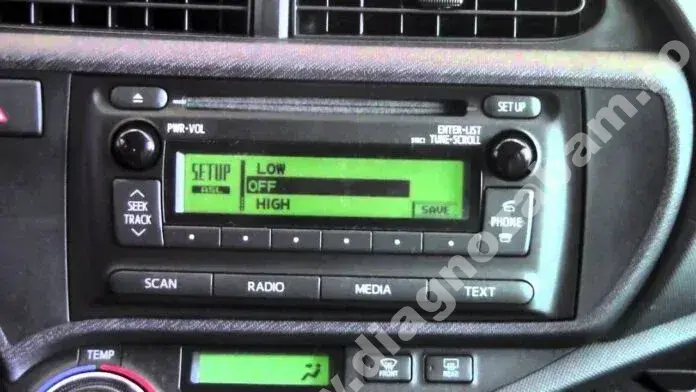 SET UP
PWR•VOL
ENTER•LIST
TUNE•SCROLL
SETUP
ASL
LOW
OFF
HIGH
SAVE
SEEK
TRACK
PHONE
SCAN
RADIO
MEDIA
TEXT
TEMP
FRONT
REAR